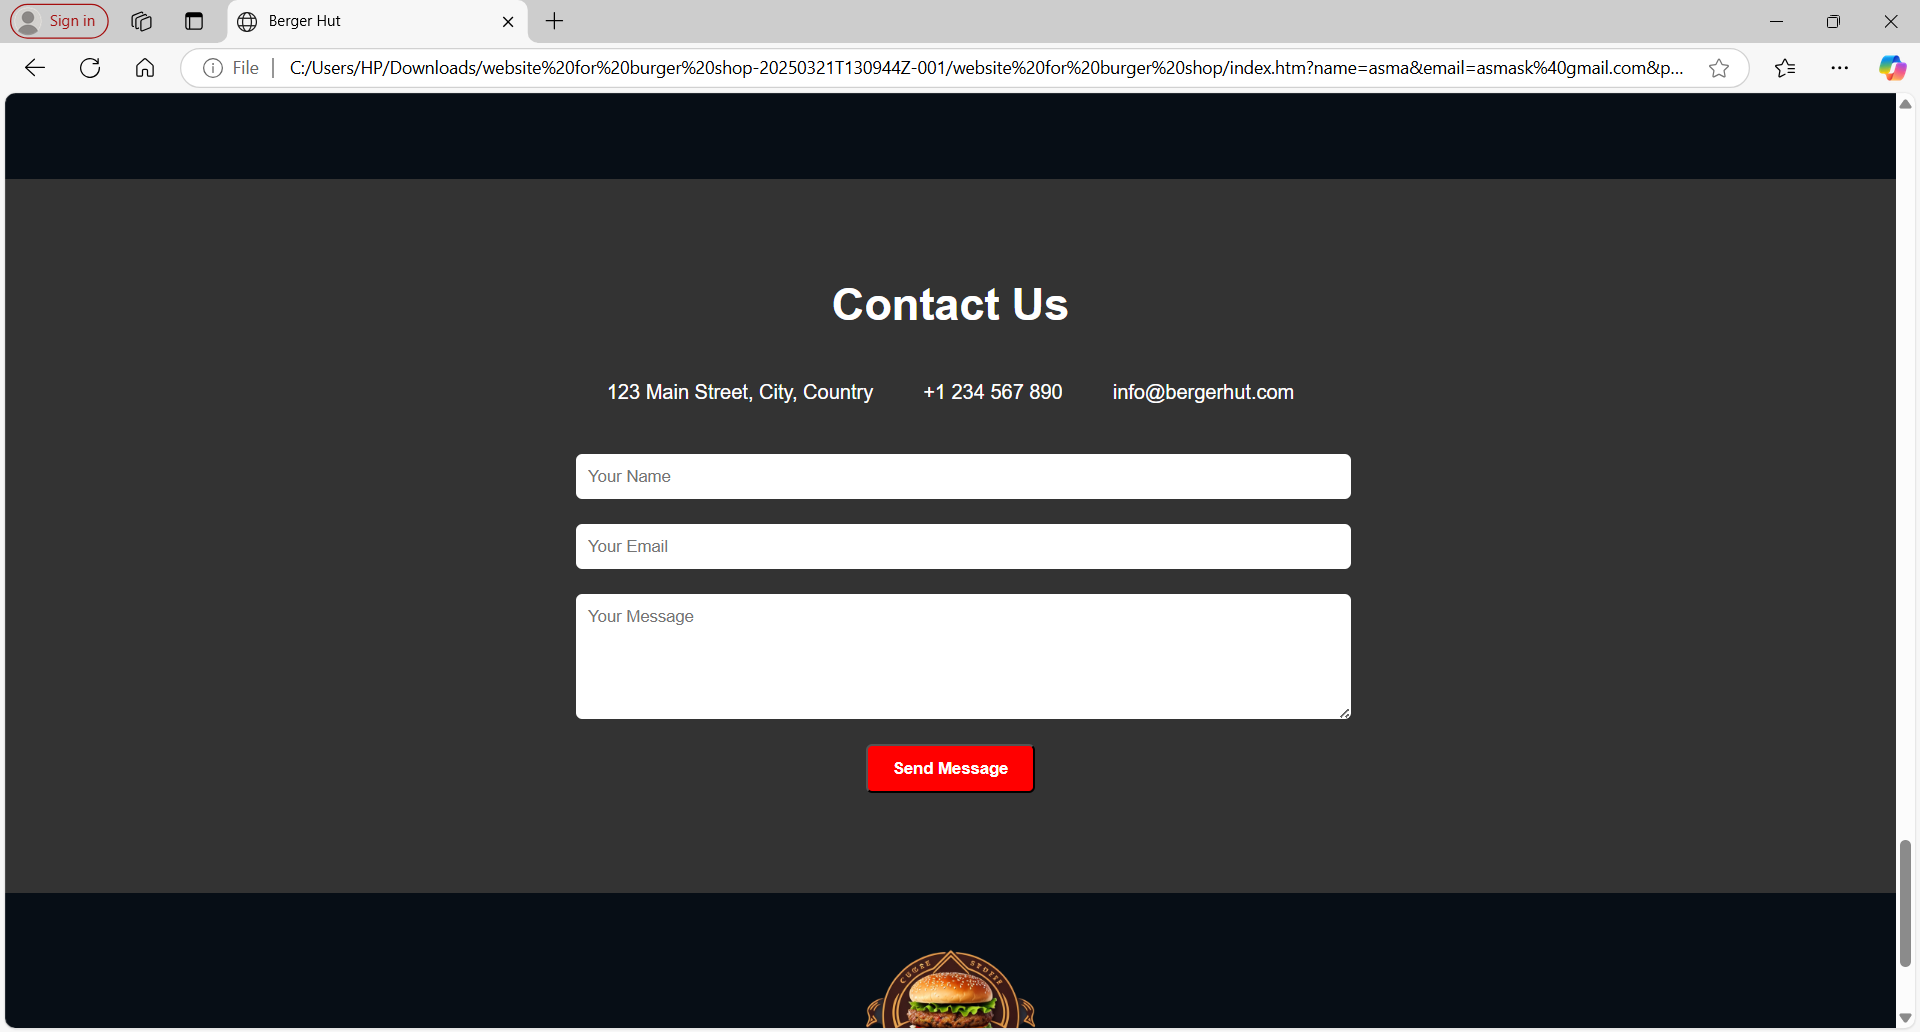 Sign in
Berger Hut
File
C:/Users/HP/Downloads/website%20for%20burger%20shop-20250321T130944Z-001/website%20for%20burger%20shop/index.htm?name=asma&email=asmask%40gmail.com&p...
Contact Us
123 Main Street, City, Country +1 234 567 890 info@bergerhut.com
Your Name
Your Email
Your Message
Send Message